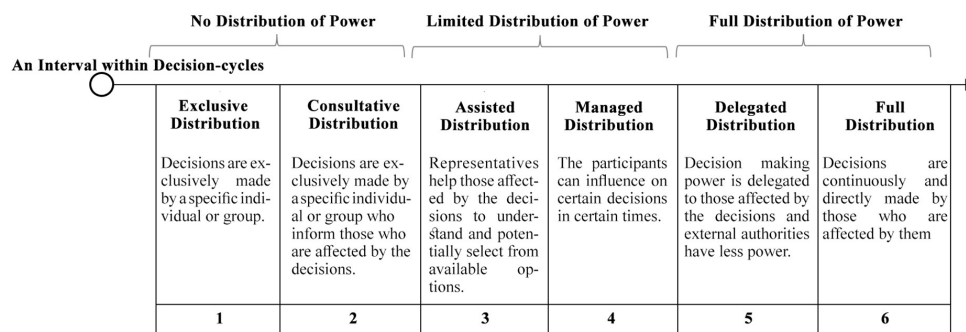 No Distribution of Power
Limited Distribution of Power
Full Distribution of Power
An Interval within Decision-cycles
Exclusive
Distribution
Decisions are ex-
clusively made
by a specific indi-
vidual or group.
1
Consultative
Distribution
Decisions are ex-
clusively made by
a specific individu-
al or group who
inform those who
are affected by the
decisions.
2
Assisted
Distribution
Representatives
help those affect-
ed by the deci-
sions to under-
stand and poten-
tially select from
available op-
tions.
3
Managed
Distribution
The participants
can influence on
certain decisions
in certain times.
4
Delegated
Distribution
Decision making
power is delegated
to those affected by
the decisions and
external authorities
have less power.
5
Full
Distribution
Decisions are
continuously and
directly made by
those who are
affected by them
6